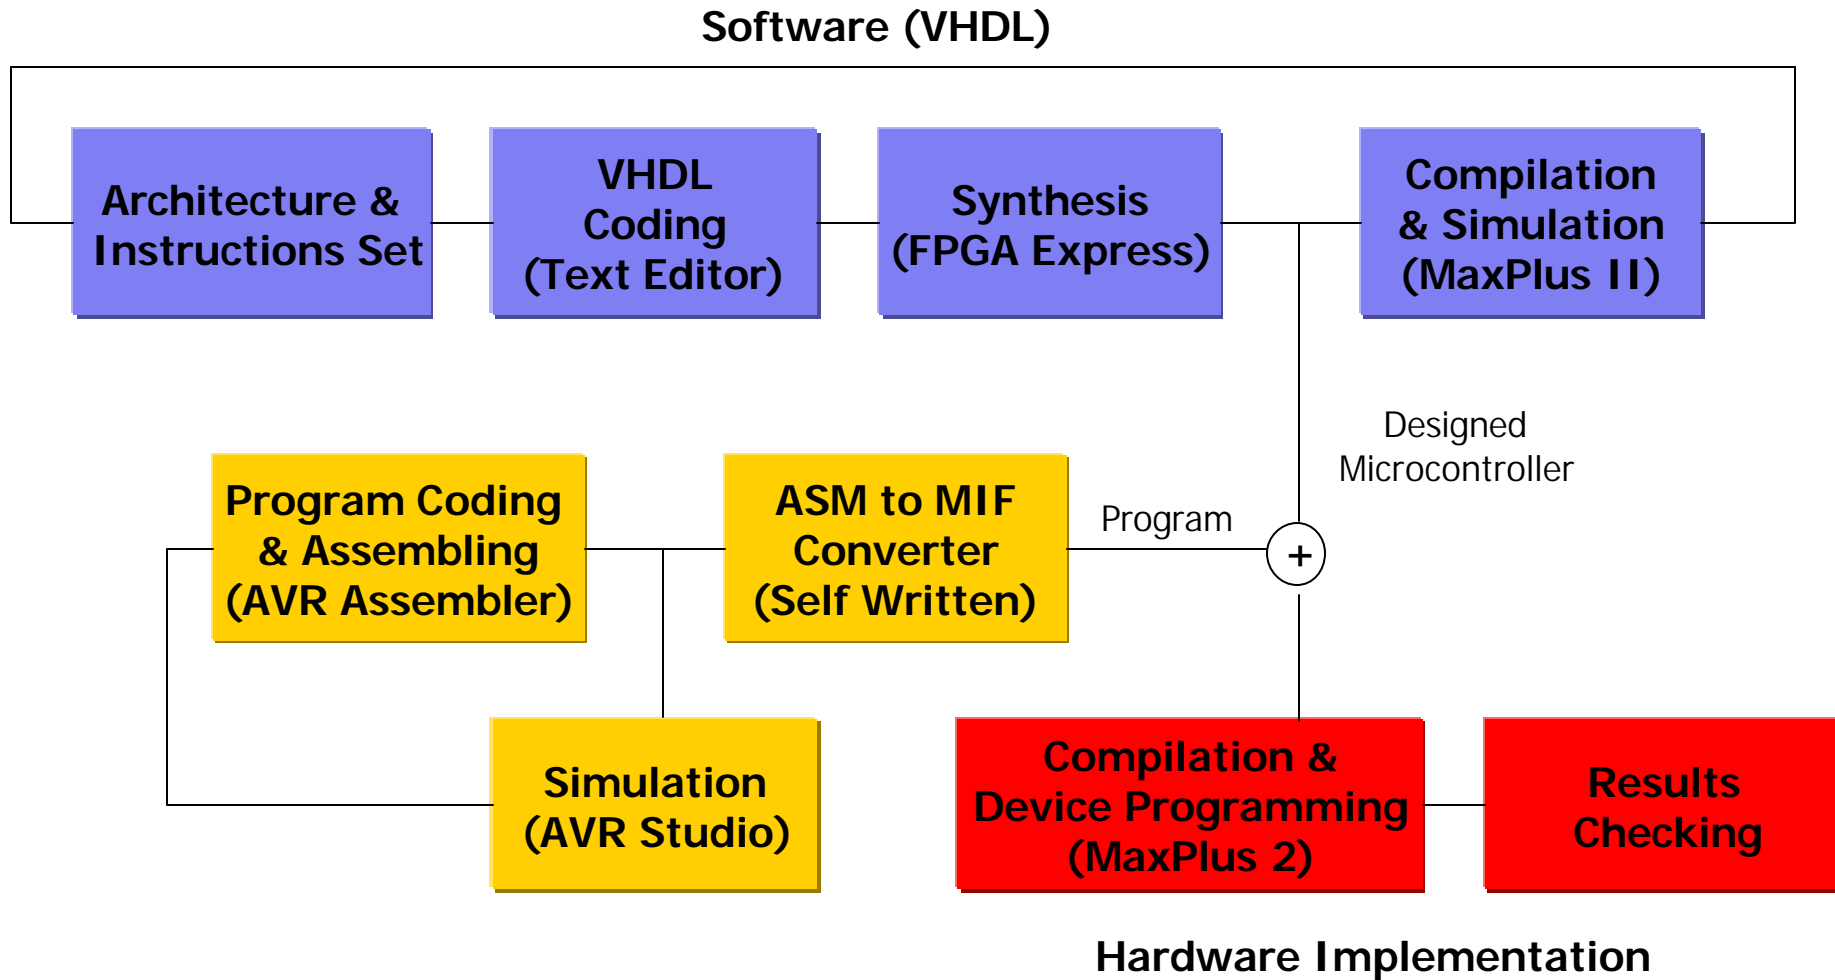 Software (VHDL)
Architecture &
Instructions Set
VHDL
Coding
(Text Editor)
Synthesis
(FPGA Express)
Compilation
& Simulation
(MaxPlus II)
Designed
Microcontroller
Program Coding
& Assembling
(AVR Assembler)
ASM to MIF
Converter
(Self Written)
Program
+
Simulation
(AVR Studio)
Compilation &
Device Programming
(MaxPlus 2)
Results
Checking
Hardware Implementation